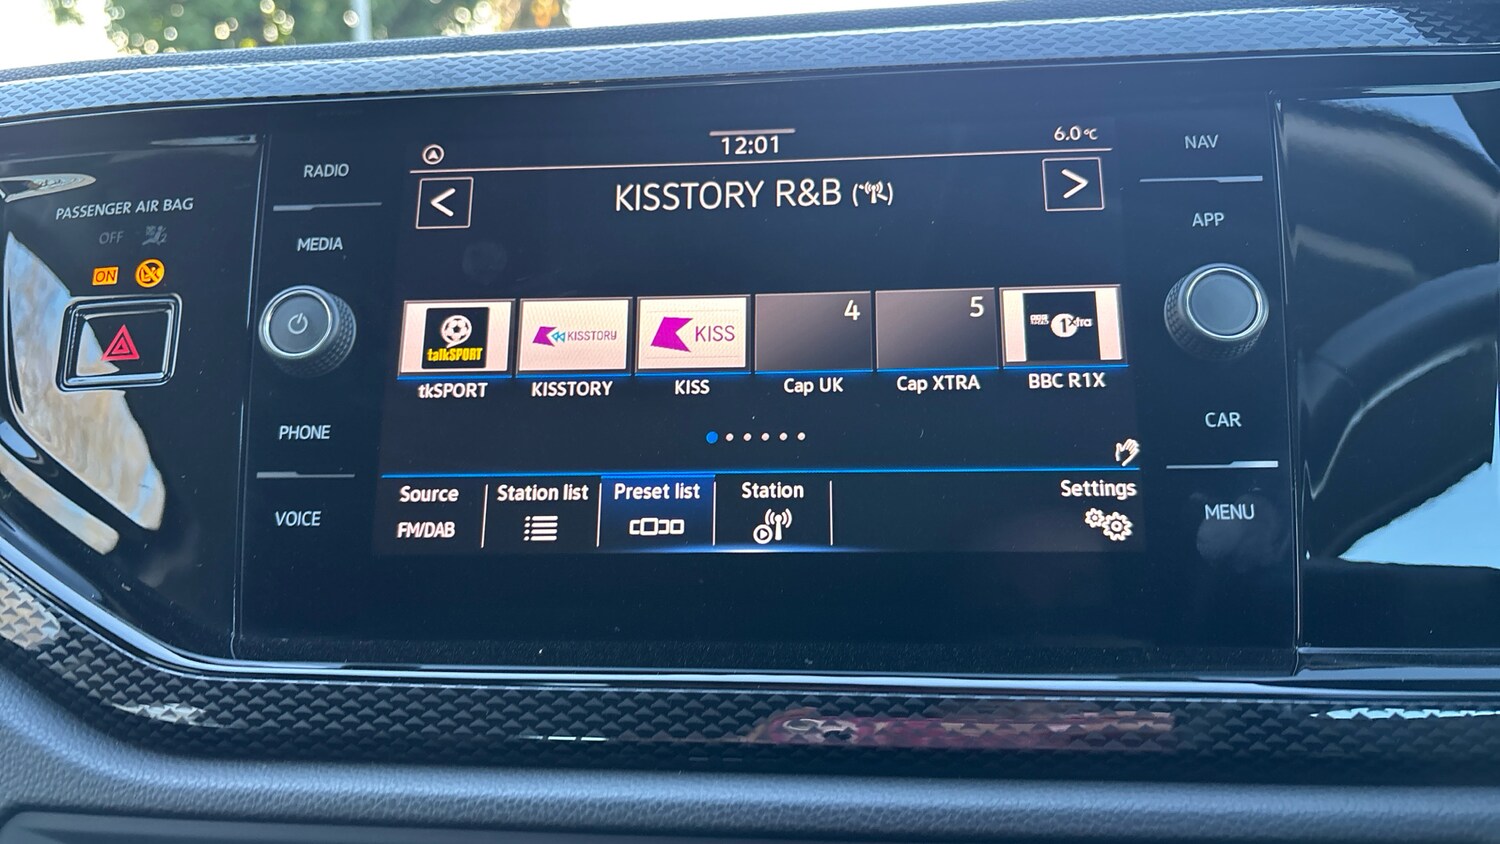 12:01
6.0°C
RADIO
NAV
< KISSTORY R&B >
PASSENGER AIR BAG
OFF
2
ON
MEDIA
APP
talkSPORT
KISSTORY
KISS
4
5
1Xtra
tkSPORT
KISSTORY
KISS
Cap UK
Cap XTRA
BBC R1X
PHONE
CAR
Source
Station list
Preset list
Station
Settings
FM/DAB
VOICE
MENU